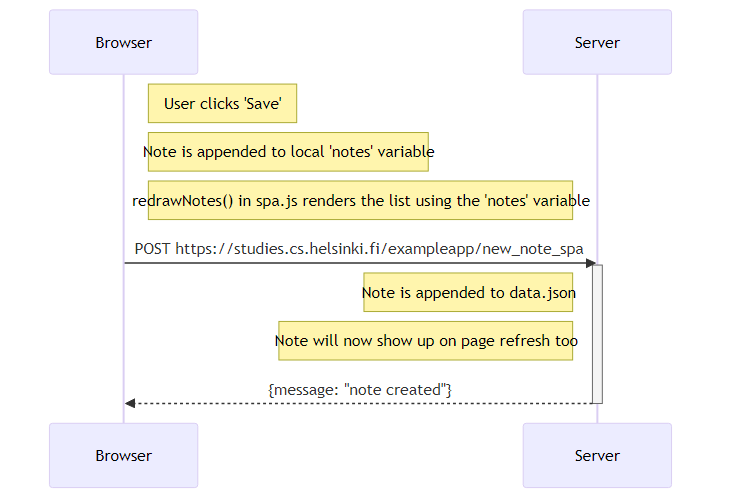 Browser
Server
User clicks 'Save'
Note is appended to local 'notes' variable
redrawNotes() in spa.js renders the list using the 'notes' variable
POST https://studies.cs.helsinki.fi/exampleapp/new_note_spa
Note is appended to data.json
Note will now show up on page refresh too
{message: "note created"}
Browser
Server